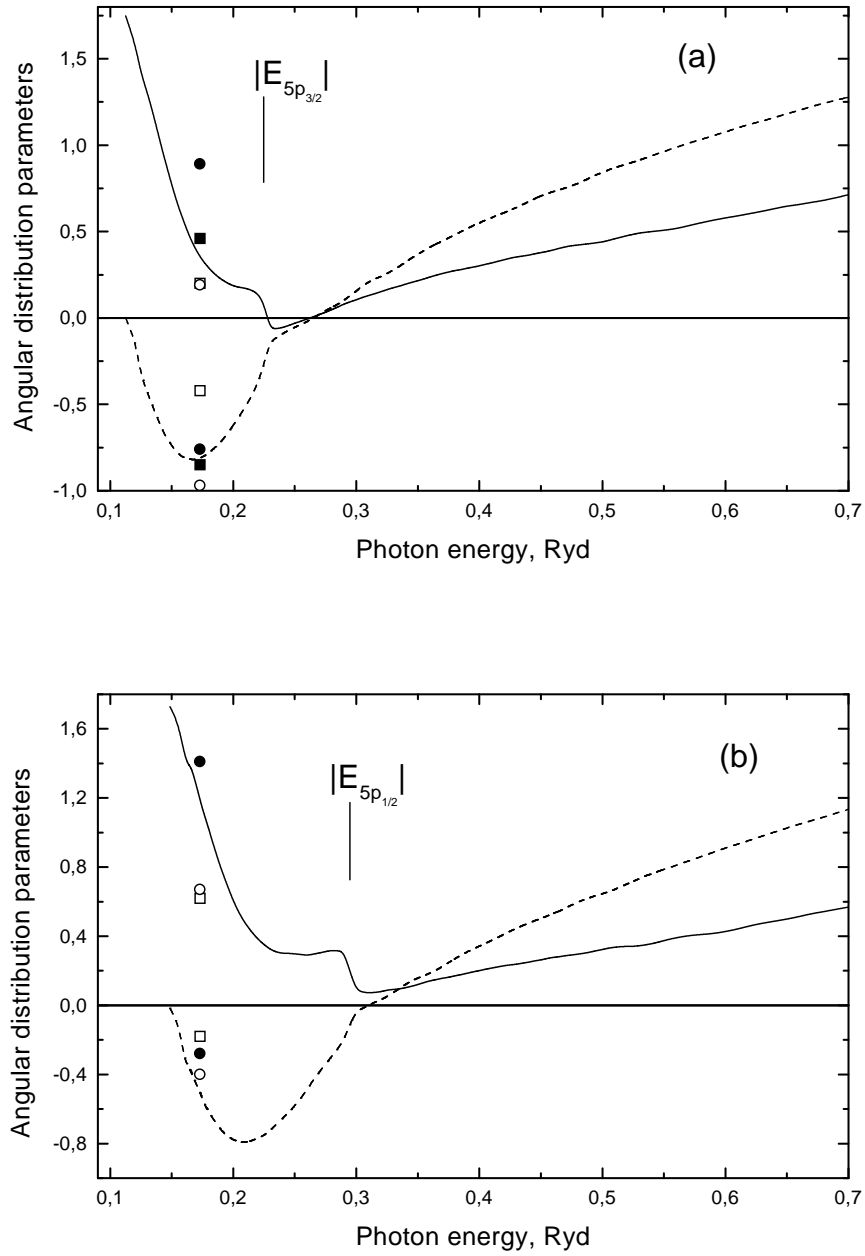 (a)
|E5p3/2|
1,5
1,0
0,5
0,0
-0,5
-1,0
Angular distribution parameters
0,1 0,2 0,3 0,4 0,5 0,6 0,7
Photon energy, Ryd
(b)
|E5p1/2|
1,6
1,2
0,8
0,4
0,0
-0,4
-0,8
Angular distribution parameters
0,1 0,2 0,3 0,4 0,5 0,6 0,7
Photon energy, Ryd